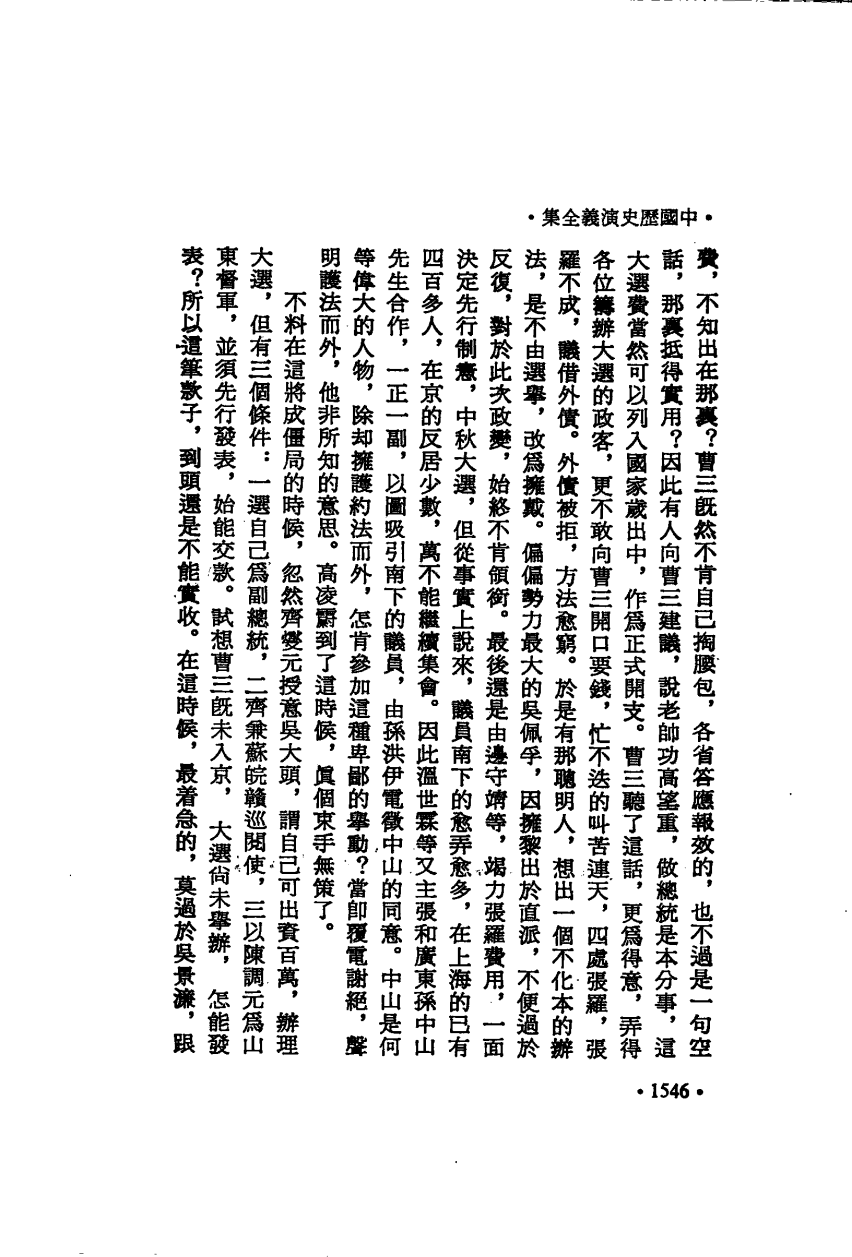 •中國歷史演義全集•
費，不知出在那裏？曹三旣然不肯自己掏腰包，各省答應報效的，也不過是一句空
話，那裏抵得實用？因此有人向曹三建議，說老帥功高望重，做總統是本分事，這
大選費當然可以列入國家歲出中，作爲正式開支。曹三聽了這話，更爲得意，弄得
各位籌辦大選的政客，更不敢向曹三開口要錢，忙不迭的叫苦連天，四處張羅，張
羅不成，議借外債。外債被拒，方法愈窮。於是有那聰明人，想出一個不化本的辦
法，是不由選舉，改爲擁戴。偏偏勢力最大的吳佩孚，因擁黎出於直派，不便過於
反復，對於此次政變，始終不肯領銜。最後還是由邊守靖等，竭力張羅費用，一面
決定先行制憲，中秋大選，但從事實上說來，議員南下的愈弄愈多，在上海的已有
四百多人，在京的反居少數，萬不能繼續集會。因此溫世霖等又主張和廣東孫中山
先生合作，一正一副，以圖吸引南下的議員，由孫洪伊電徵中山的同意。中山是何
等偉大的人物，除却擁護約法而外，怎肯參加這種卑鄙的舉動？當卽覆電謝絕，聲
明護法而外，他非所知的意思。高凌霨到了這時候，眞個束手無策了。
不料在這將成僵局的時候，忽然齊燮元授意吳大頭，謂自己可出資百萬，辦理
大選，但有三個條件：一選自己爲副總統，二齊兼蘇皖贛巡閱使，三以陳調元爲山
東督軍，並須先行發表，始能交款。試想曹三旣未入京，大選尙未舉辦，怎能發
表？所以這筆款子，到頭還是不能實收。在這時候，最着急的，莫過於吳景濂，跟
•1546•